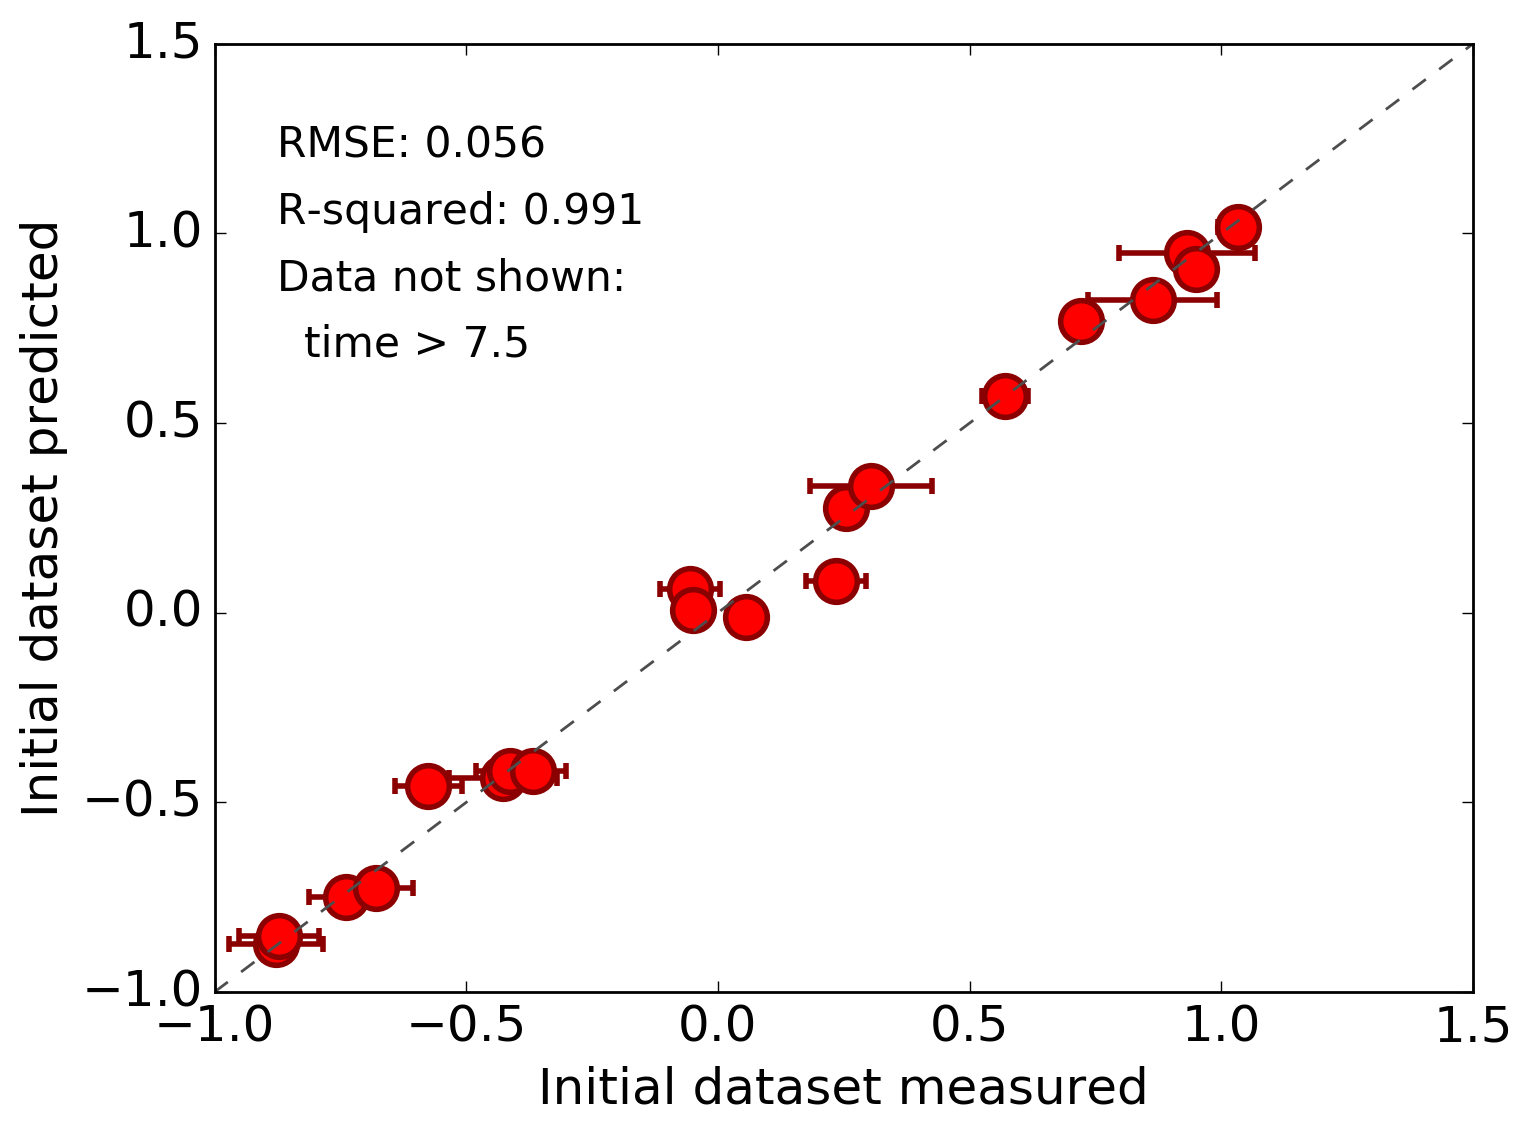 1.5
RMSE: 0.056
R-squared: 0.991
1.0
Data not shown:
time > 7.5
0.5
0.0
−0.5
−1.0
Initial dataset predicted
−1.0 −0.5 0.0 0.5 1.0 1.5
Initial dataset measured